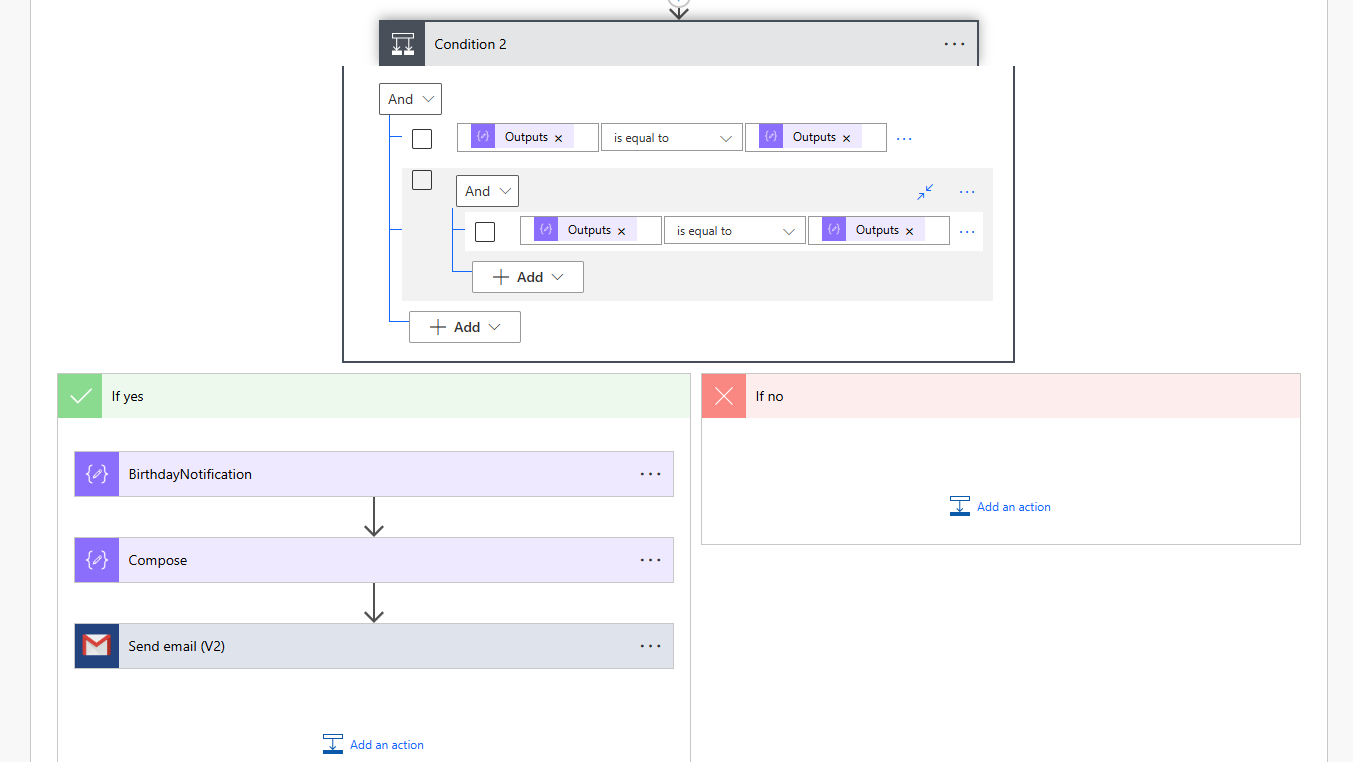 Condition 2
And
Outputs is equal to Outputs
And
Outputs is equal to Outputs
Add
Add
If yes
If no
BirthdayNotification
Add an action
Compose
Send email (V2)
Add an action